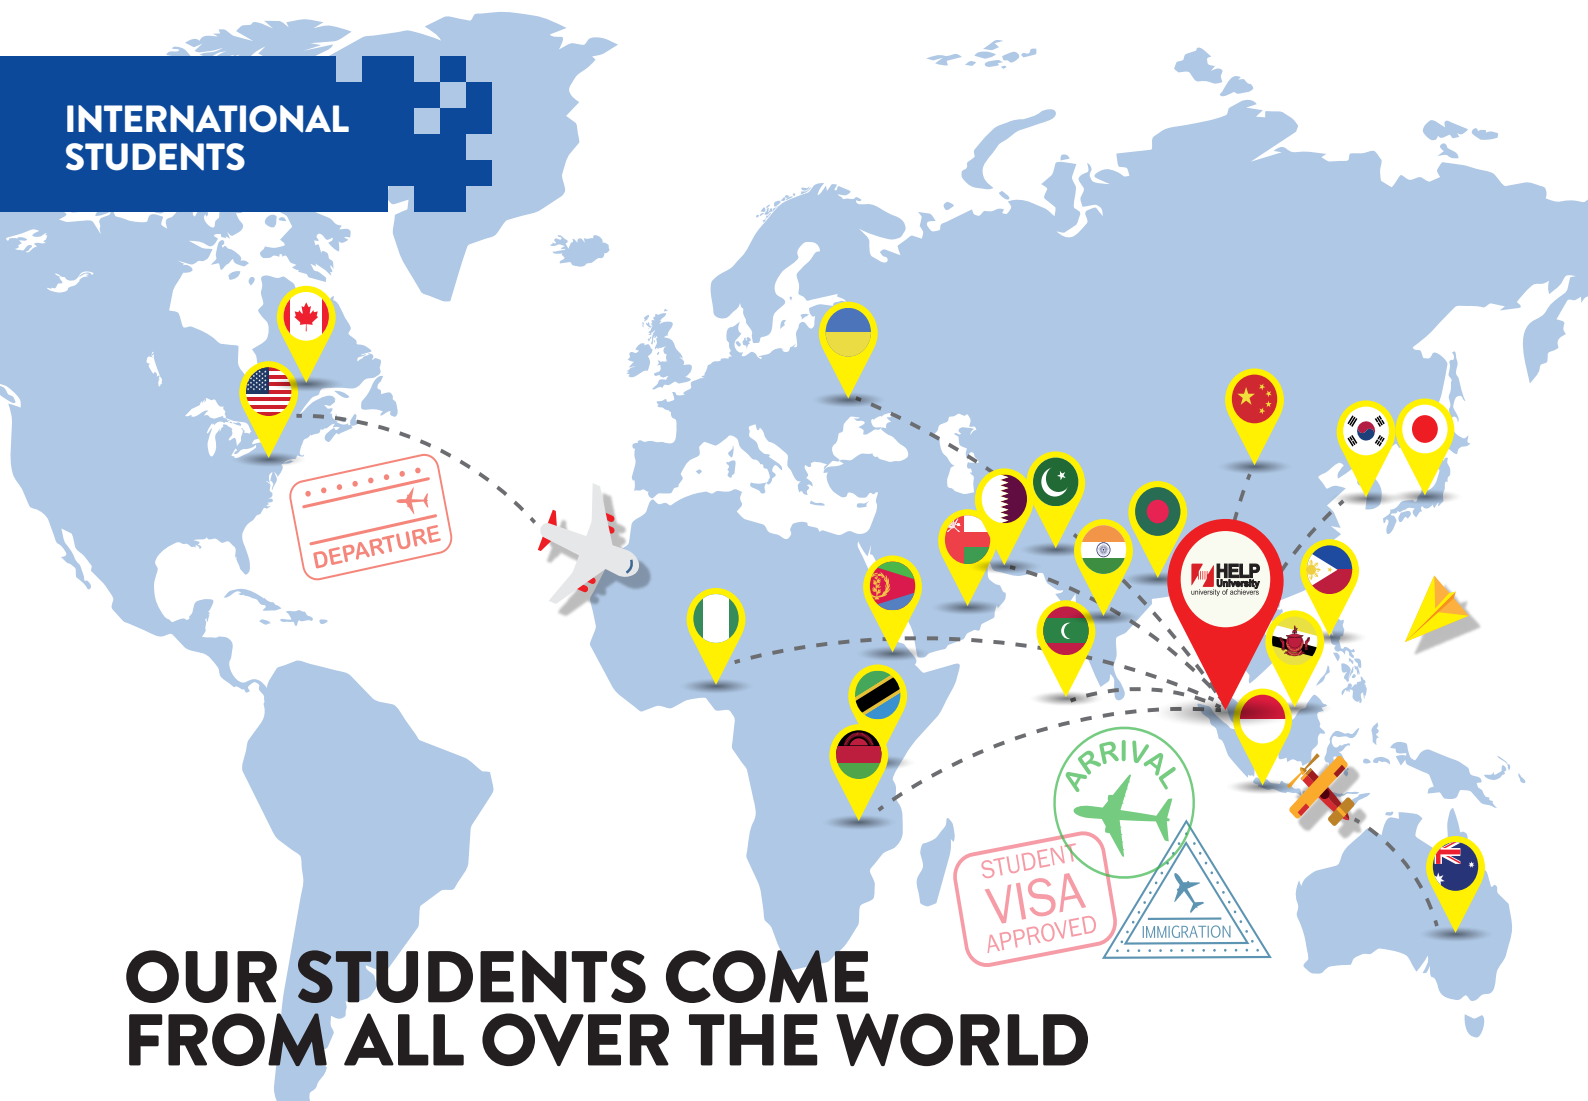 INTERNATIONAL
STUDENTS
DEPARTURE
HELP
University
university of achievers
ARRIVAL
STUDENT
VISA
APPROVED
IMMIGRATION
OUR STUDENTS COME
FROM ALL OVER THE WORLD